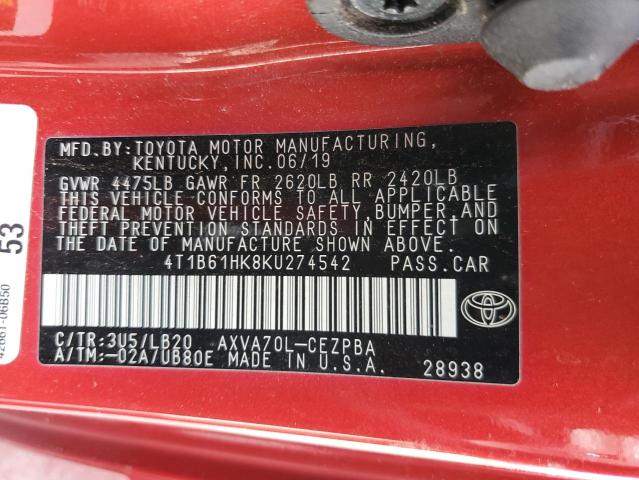 MFD.BY:TOYOTA MOTOR MANUFACTURING,
KENTUCKY, INC.06/19
GVWR 4475LB GAWR FR 2620LB RR 2420LB
THIS VEHICLE CONFORMS TO ALL APPLICABLE
FEDERAL MOTOR VEHICLE SAFETY,BUMPER,AND
THEFT PREVENTION STANDARDS IN EFFECT ON
THE DATE OF MANUFACTURE SHOWN ABOVE.
4T1B61HK8KU274542 PASS.CAR
C/TR:3U5/LB20 AXVA70L-CEZPBA
A/TM:-02A/UB80E MADE IN U.S.A. 28938
53
42661-06B50